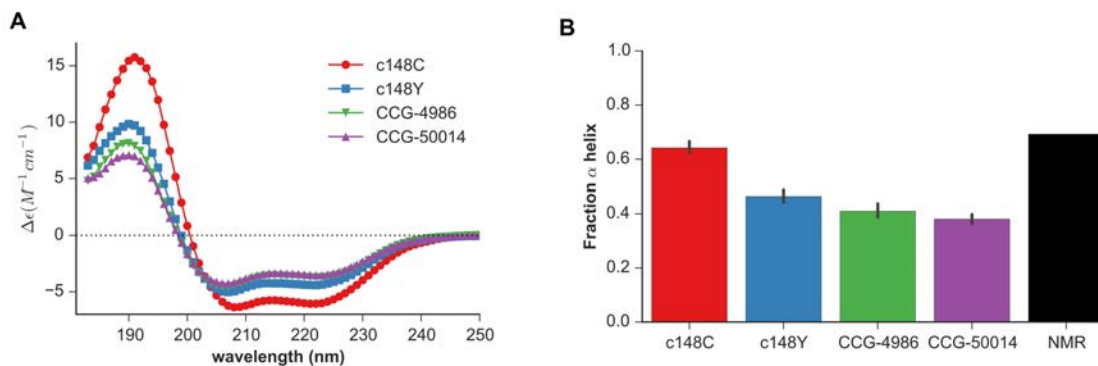 A
Δϵ(M⁻¹ cm⁻¹)
15
10
5
0
−5
190
200
210
220
230
240
250
wavelength (nm)
c148C
c148Y
CCG-4986
CCG-50014
B
Fraction α helix
1.0
0.8
0.6
0.4
0.2
0.0
c148C
c148Y
CCG-4986
CCG-50014
NMR